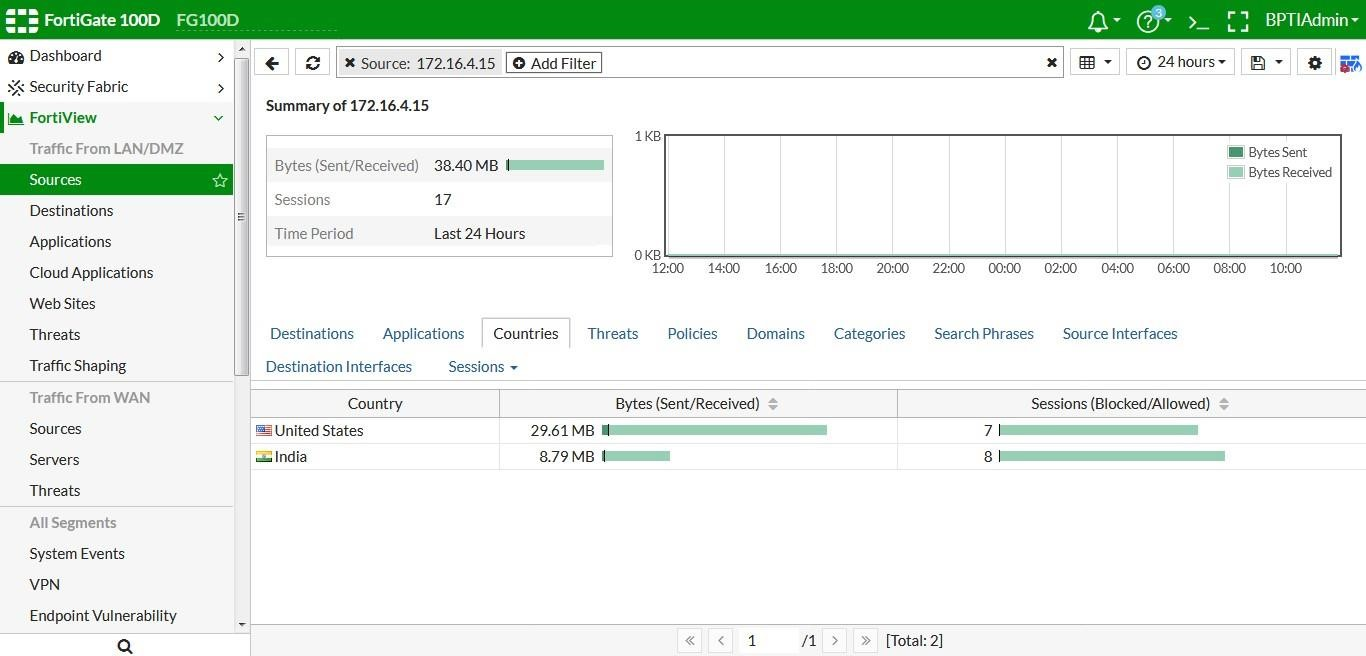 FortiGate 100D FG100D
3
BPTIAdmin
Dashboard
Security Fabric
FortiView
Traffic From LAN/DMZ
Sources
Destinations
Applications
Cloud Applications
Web Sites
Threats
Traffic Shaping
Traffic From WAN
Sources
Servers
Threats
All Segments
System Events
VPN
Endpoint Vulnerability
Source: 172.16.4.15 Add Filter
24 hours
Summary of 172.16.4.15
Bytes (Sent/Received) 38.40 MB
Sessions 17
Time Period Last 24 Hours
1 KB
0 KB
Bytes Sent
Bytes Received
12:00 14:00 16:00 18:00 20:00 22:00 00:00 02:00 04:00 06:00 08:00 10:00
Destinations Applications Countries Threats Policies Domains Categories Search Phrases Source Interfaces
Destination Interfaces Sessions
Country Bytes (Sent/Received) Sessions (Blocked/Allowed)
United States 29.61 MB 7
India 8.79 MB 8
« < 1 /1 > » [Total: 2]